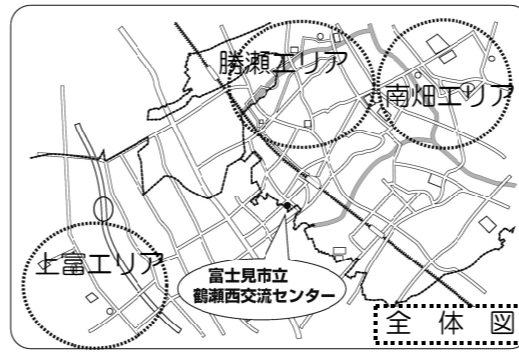 勝瀬エリア
南畑エリア
上富エリア
富士見市立
鶴瀬西交流センター
全体図